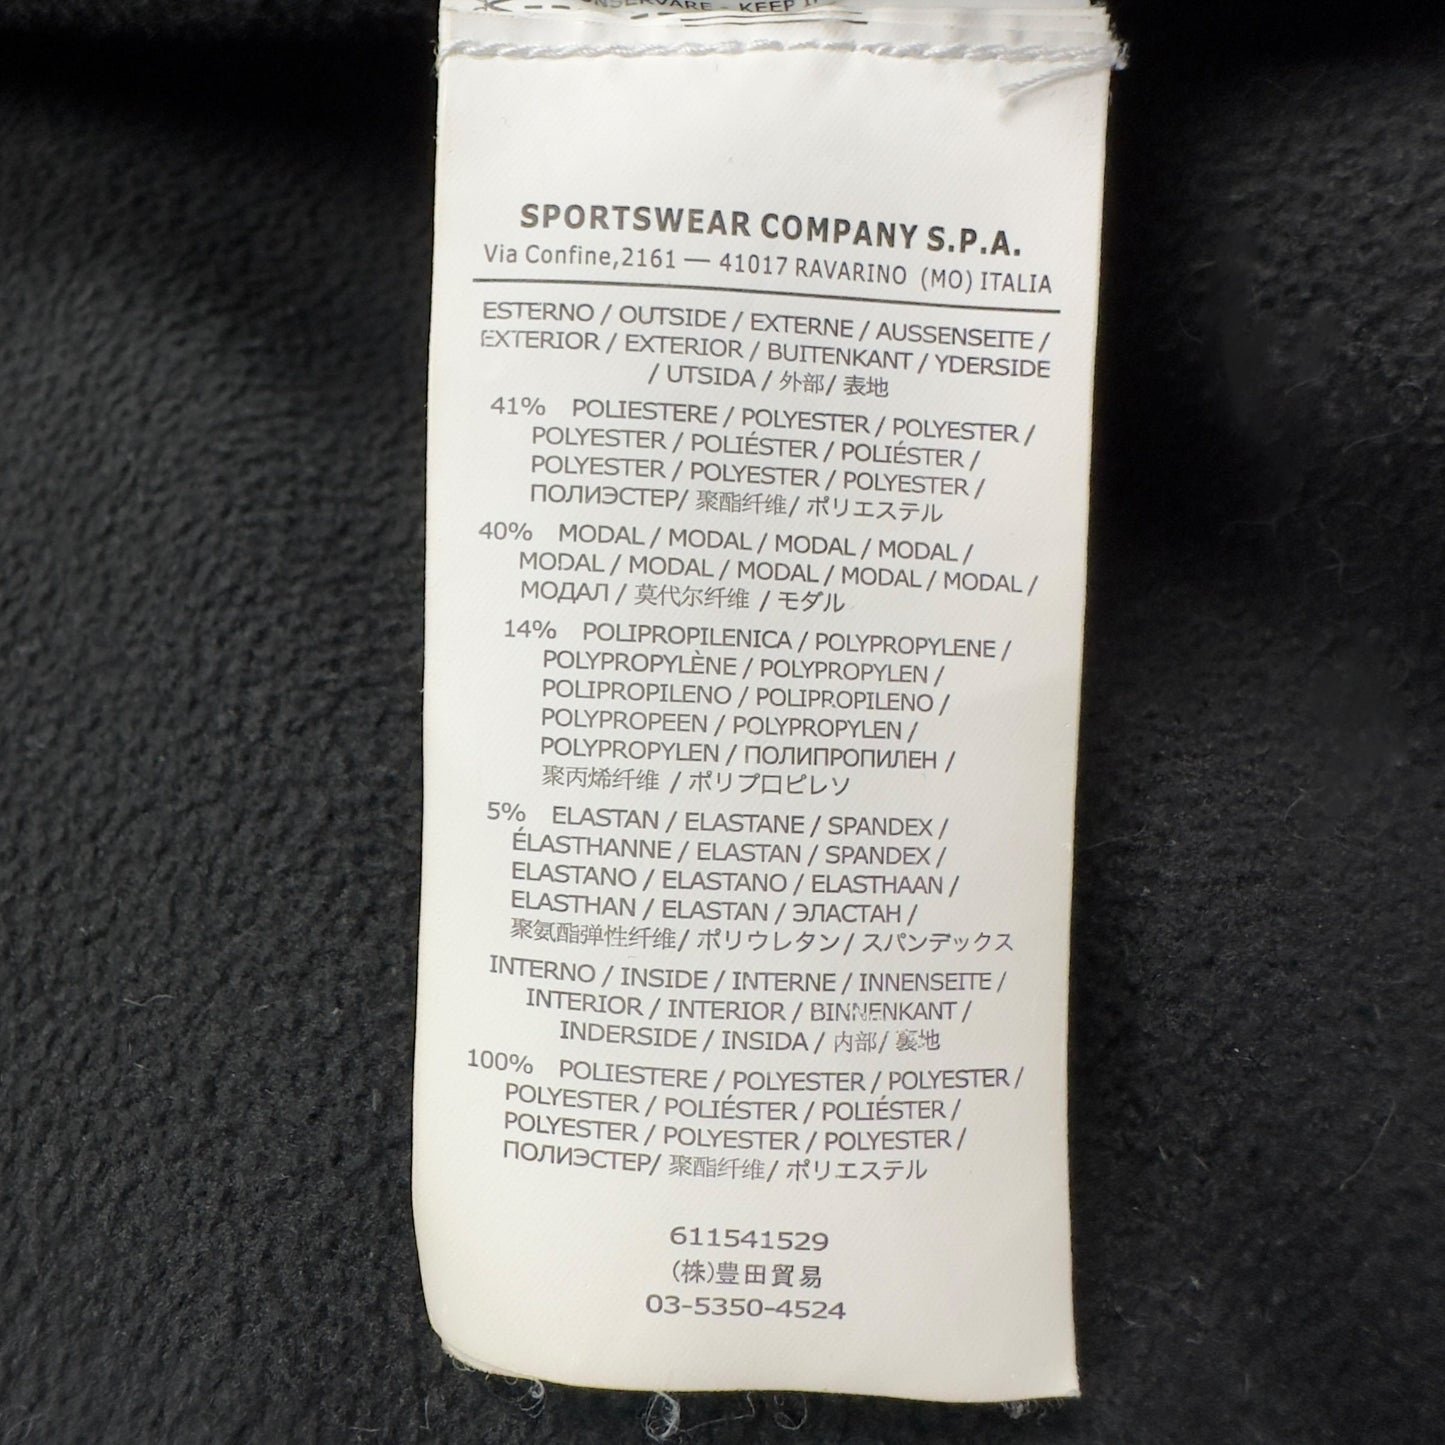 CONSERVARE - KEEP I
SPORTSWEAR COMPANY S.P.A.
Via Confine,2161 — 41017 RAVARINO (MO) ITALIA
ESTERNO / OUTSIDE / EXTERNE / AUSSENSEITE /
EXTERIOR / EXTERIOR / BUITENKANT / YDERSIDE
/ UTSIDA / 外部/ 表地
41% POLIESTERE / POLYESTER / POLYESTER /
POLYESTER / POLIÉSTER / POLIÉSTER /
POLYESTER / POLYESTER / POLYESTER /
ПОЛИЭСТЕР/ 聚酯纤维/ ポリエステル
40% MODAL / MODAL / MODAL / MODAL /
MODAL / MODAL / MODAL / MODAL / MODAL /
МОДАЛ / 莫代尔纤维 / モダル
14% POLIPROPILENICA / POLYPROPYLENE /
POLYPROPYLÈNE / POLYPROPYLEN /
POLIPROPILENO / POLIPROPILENO /
POLYPROPEEN / POLYPROPYLEN /
POLYPROPYLEN / ПОЛИПРОПИЛЕН /
聚丙烯纤维 / ポリプロピレソ
5% ELASTAN / ELASTANE / SPANDEX /
ÉLASTHANNE / ELASTAN / SPANDEX /
ELASTANO / ELASTANO / ELASTHAAN /
ELASTHAN / ELASTAN / ЭЛАСТАН /
聚氨酯弹性纤维/ ポリウレタン/ スパンデックス
INTERNO / INSIDE / INTERNE / INNENSEITE /
INTERIOR / INTERIOR / BINNENKANT /
INDERSIDE / INSIDA / 内部/ 裏地
100% POLIESTERE / POLYESTER / POLYESTER /
POLYESTER / POLIÉSTER / POLIÉSTER /
POLYESTER / POLYESTER / POLYESTER /
ПОЛИЭСТЕР/ 聚酯纤维/ ポリエステル
611541529
(株)豊田貿易
03-5350-4524